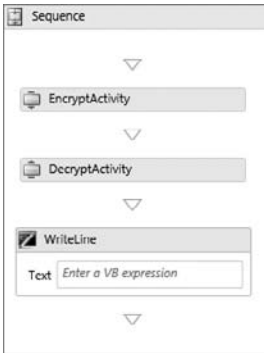 Sequence
EncryptActivity
DecryptActivity
WriteLine
Text Enter a VB expression